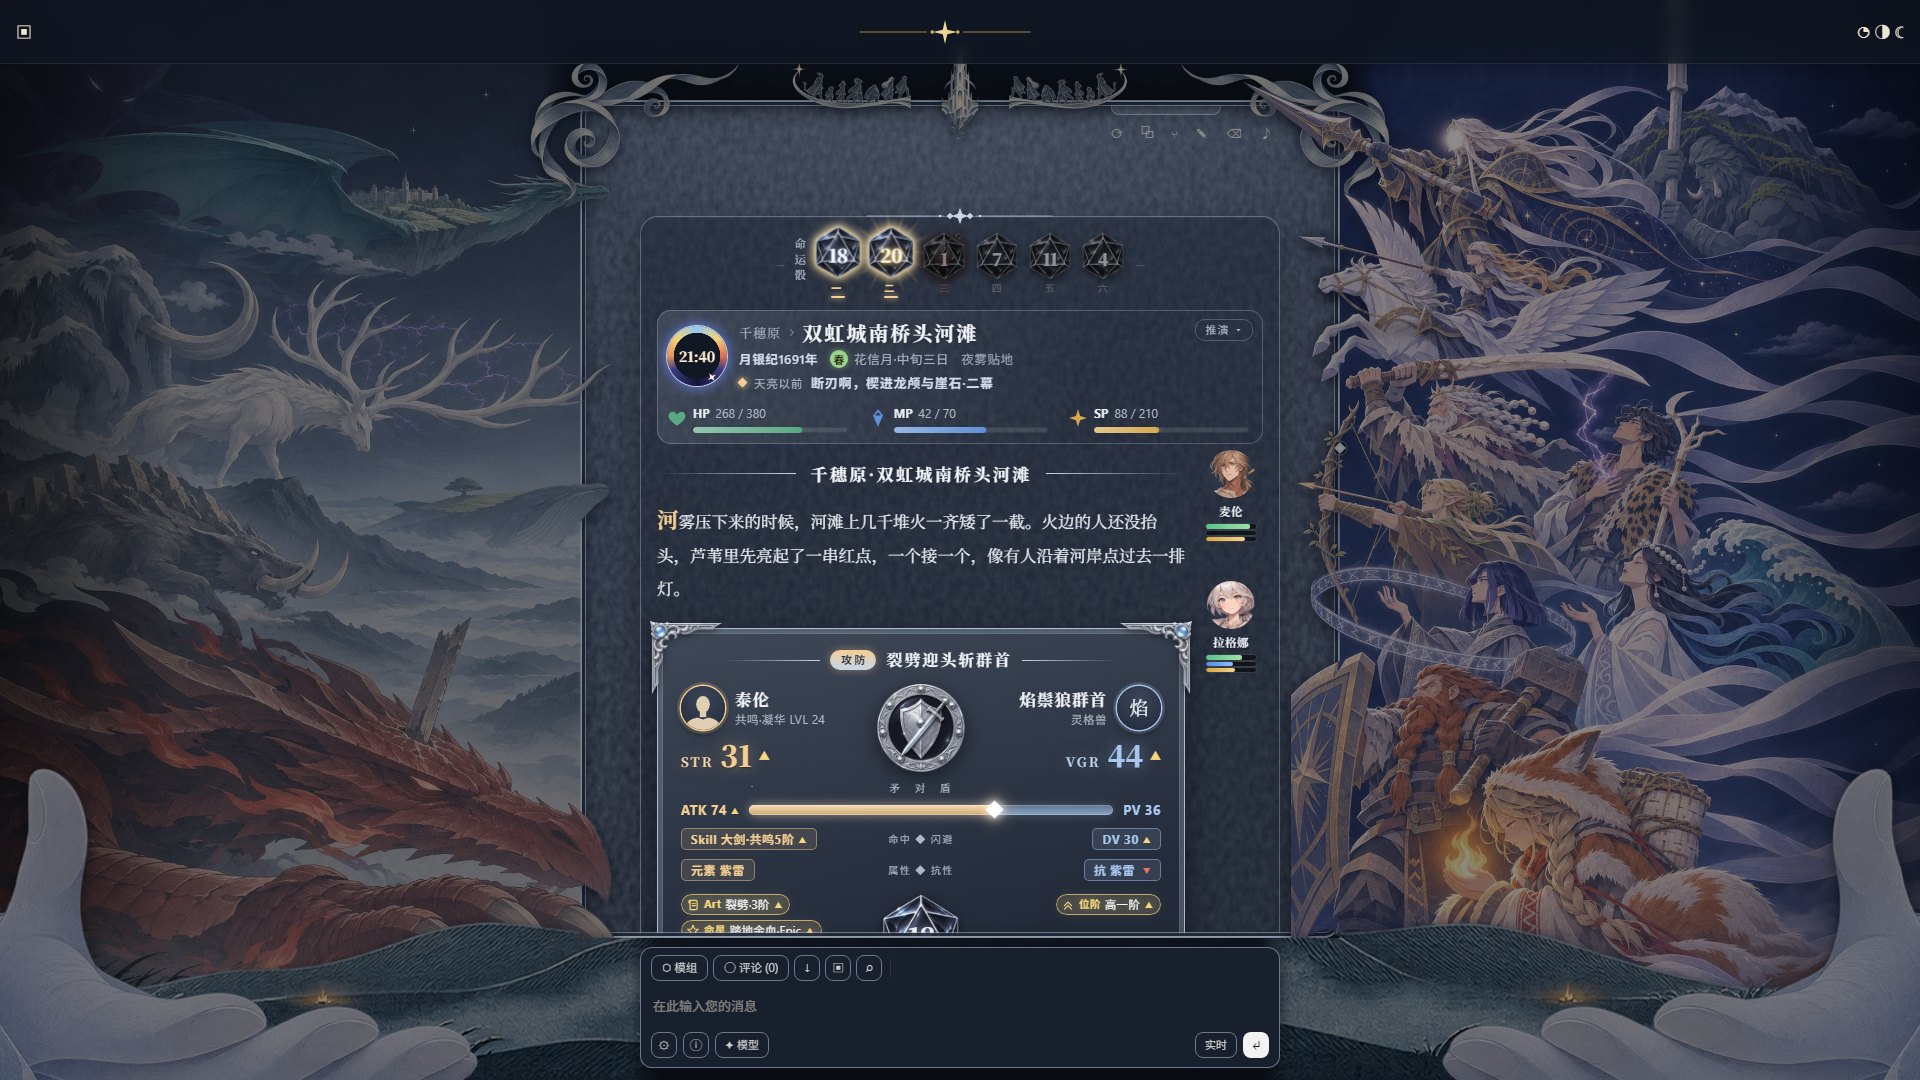 命运骰
18 20 1 7 11 4
二 三 三 四 五 六
21:40
千穗原 › 双虹城南桥头河滩
推演
月银纪1691年 春 花信月·中旬三日 夜雾贴地
天亮以前 断刃啊，楔进龙颅与崖石·二幕
HP 268 / 380 MP 42 / 70 SP 88 / 210
千穗原·双虹城南桥头河滩
河雾压下来的时候，河滩上几千堆火一齐矮了一截。火边的人还没抬
头，芦苇里先亮起了一串红点，一个接一个，像有人沿着河岸点过去一排
灯。
麦伦
拉格娜
攻防 裂劈迎头斩群首
泰伦
共鸣·凝华 LVL 24
焰鬃狼群首
灵格兽
焰
STR 31 ▲
VGR 44 ▲
矛 对 盾
ATK 74 ▲ PV 36
Skill 大剑·共鸣5阶 ▲ 命中 ◆ 闪避 DV 30 ▲
元素 紫雷 属性 ◆ 抗性 抗 紫雷 ▼
Art 裂劈·3阶 ▲ 位阶 高一阶 ▲
命星 踏地金血·Epic ▲
模组 评论 (0)
在此输入您的消息
模型 实时